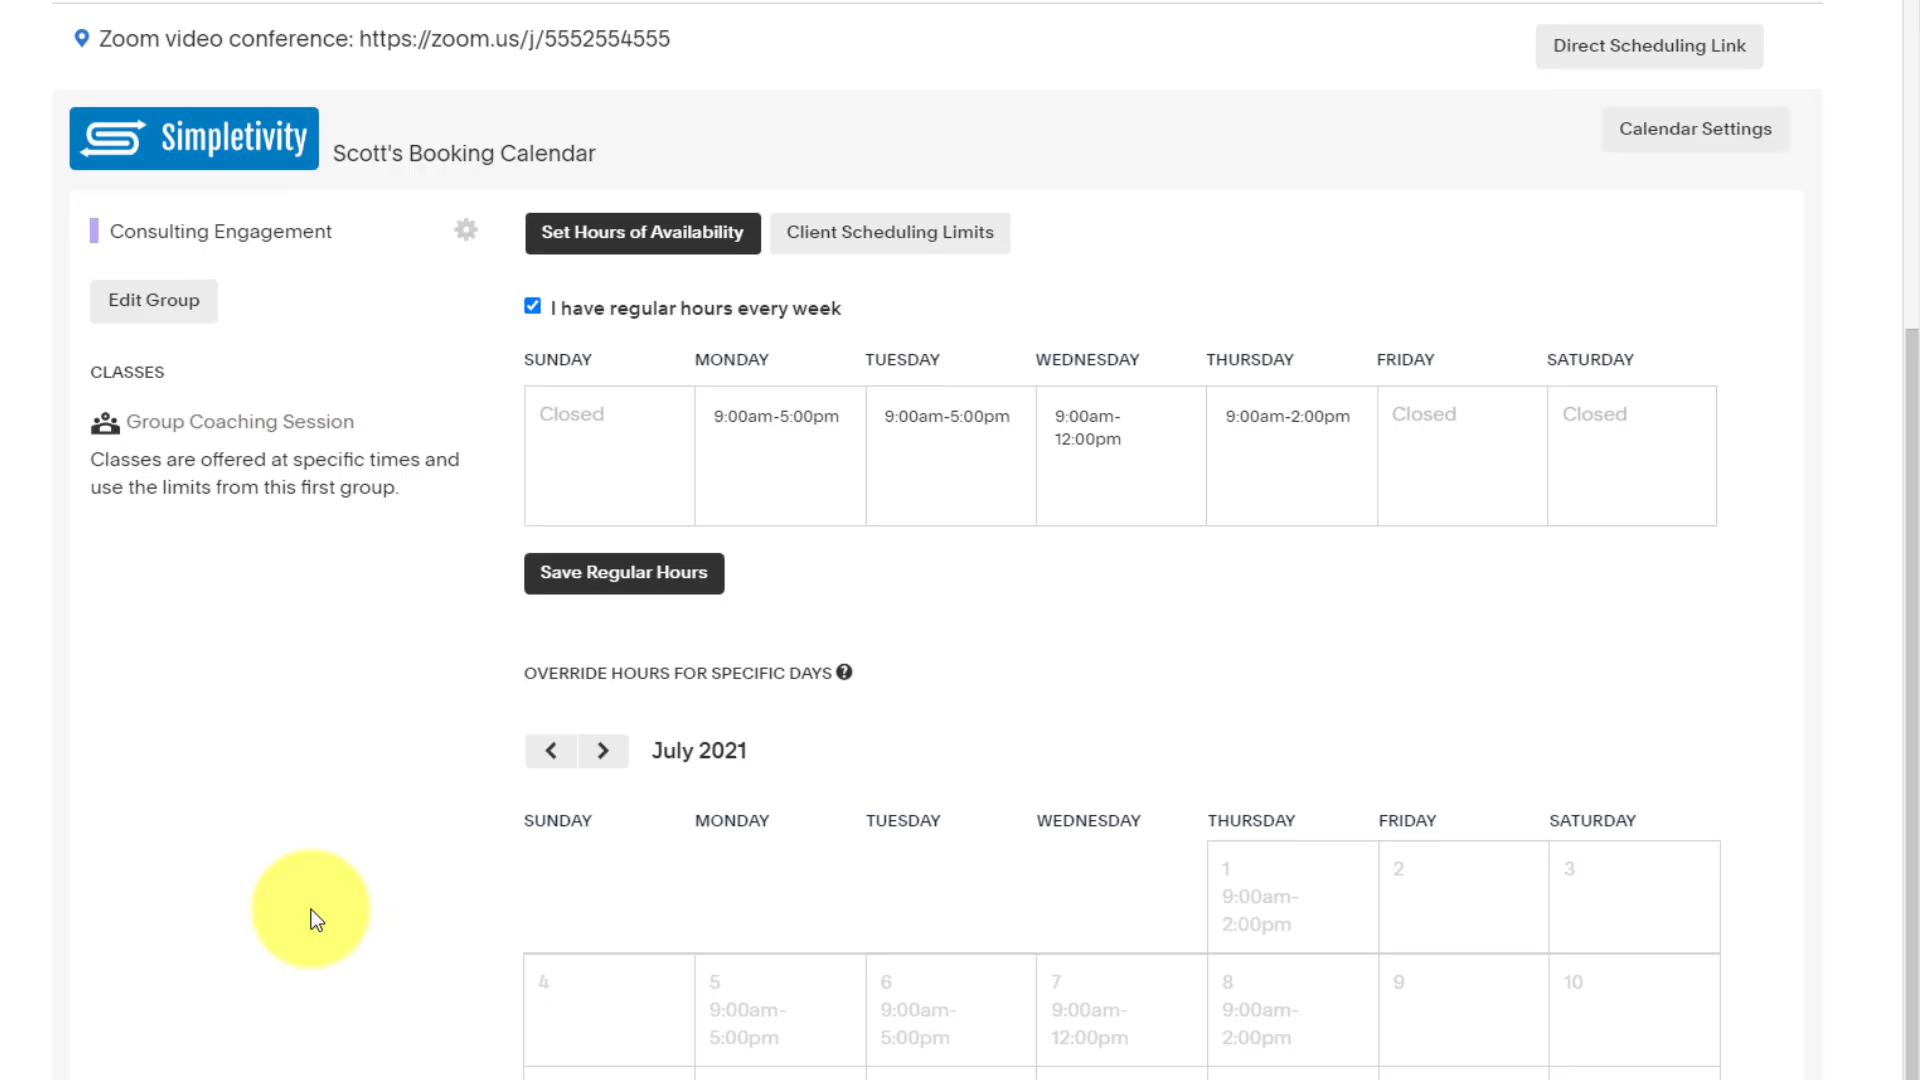 Zoom video conference: https://zoom.us/j/5552554555
Direct Scheduling Link
Simpletivity
Scott's Booking Calendar
Calendar Settings
Consulting Engagement
Edit Group
CLASSES
Group Coaching Session
Classes are offered at specific times and
use the limits from this first group.
Set Hours of Availability
Client Scheduling Limits
I have regular hours every week
SUNDAY MONDAY TUESDAY WEDNESDAY THURSDAY FRIDAY SATURDAY
Closed
9:00am-5:00pm
9:00am-5:00pm
9:00am-
12:00pm
9:00am-2:00pm
Closed
Closed
Save Regular Hours
OVERRIDE HOURS FOR SPECIFIC DAYS ?
July 2021
SUNDAY MONDAY TUESDAY WEDNESDAY THURSDAY FRIDAY SATURDAY
1
9:00am-
2:00pm
2
3
4
5
9:00am-
5:00pm
6
9:00am-
5:00pm
7
9:00am-
12:00pm
8
9:00am-
2:00pm
9
10